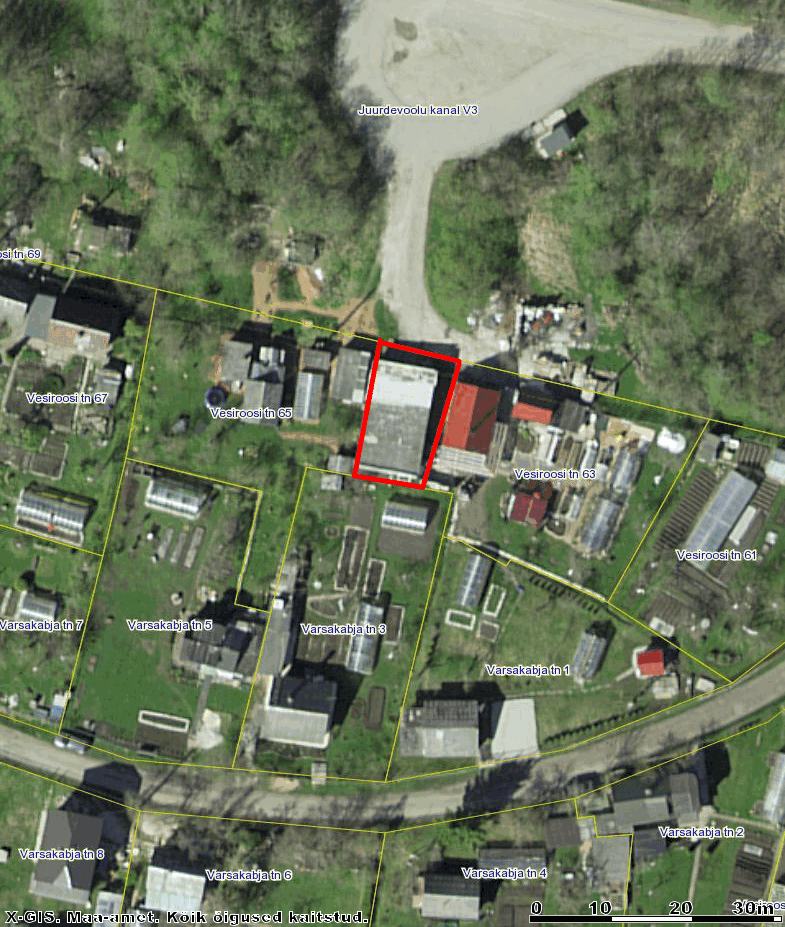 Juurdevoolu kanal V3
osi tn 69
Vesiroosi tn 67
Vesiroosi tn 65
Vesiroosi tn 63
Vesiroosi tn 61
Varsakabja tn 7
Varsakabja tn 5
Varsakabja tn 3
Varsakabja tn 1
Varsakabja tn 2
Varsakabja tn 8
Varsakabja tn 6
Varsakabja tn 4
X-GIS. Maa-amet. Kõik õigused kaitstud.
0 10 20 30m